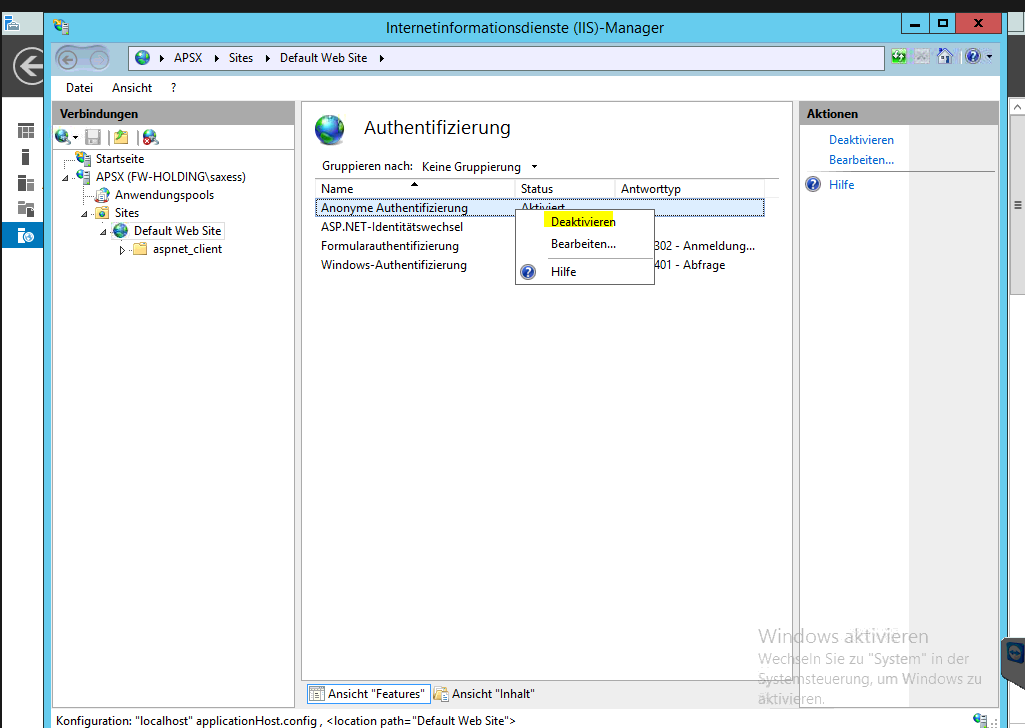 Internetinformationsdienste (IIS)-Manager
APSX Sites Default Web Site
Datei Ansicht ?
Verbindungen
Startseite
APSX (FW-HOLDING\saxess)
Anwendungspools
Sites
Default Web Site
aspnet_client
Authentifizierung
Gruppieren nach: Keine Gruppierung
Name Status Antworttyp
Anonyme Authentifizierung Aktiviert
ASP.NET-Identitätswechsel
Formularauthentifizierung 302 - Anmeldung...
Windows-Authentifizierung 401 - Abfrage
Deaktivieren
Bearbeiten...
Hilfe
Aktionen
Deaktivieren
Bearbeiten...
Hilfe
Windows aktivieren
Wechseln Sie zu "System" in der
Systemsteuerung, um Windows zu
aktivieren.
Ansicht "Features" Ansicht "Inhalt"
Konfiguration: "localhost" applicationHost.config , <location path="Default Web Site">